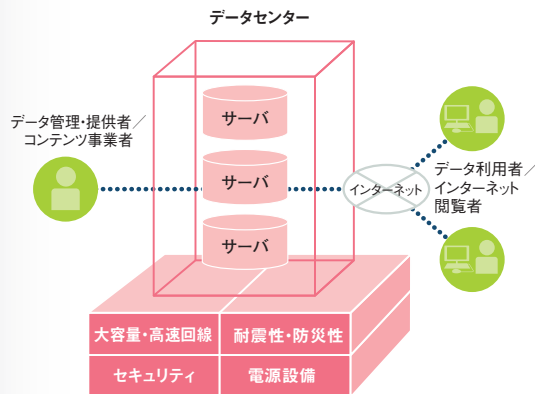 データセンター
サーバ
サーバ
サーバ
データ管理・提供者／
コンテンツ事業者
インターネット
データ利用者／
インターネット
閲覧者
大容量・高速回線
耐震性・防災性
セキュリティ
電源設備